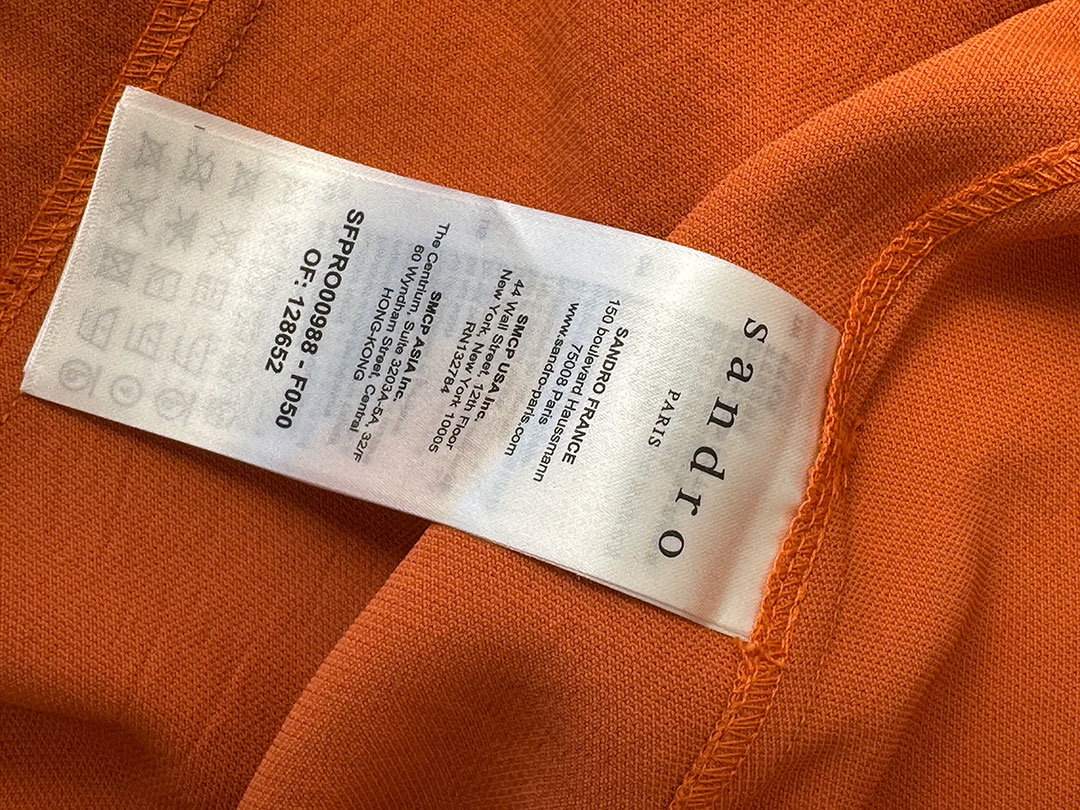 sandro
PARIS
SANDRO FRANCE
150 boulevard Haussmann
75008 Paris
www.sandro-paris.com
SMCP USA Inc.
44 Wall Street, 12th Floor
New York, New York 10005
RN132784
SMCP ASIA Inc.
The Centrium, Suite 3203A-5A, 32/F
60 Wyndham Street, Central
HONG-KONG
SFPRO00988 - F050
OF: 128652